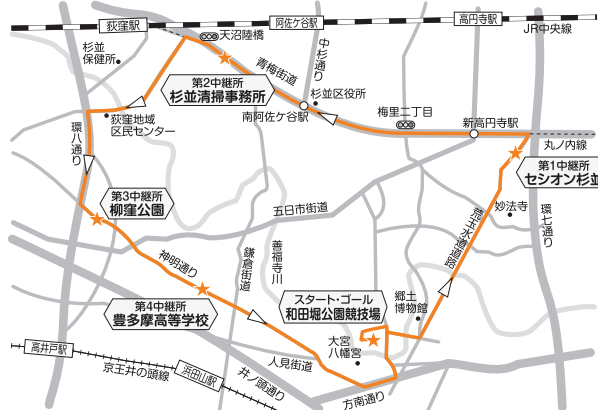 荻窪駅
阿佐ケ谷駅
高円寺駅
JR中央線
天沼陸橋
杉並
保健所
中杉通り
青梅街道
第2中継所
杉並清掃事務所
杉並区役所
梅里二丁目
南阿佐ケ谷駅
新高円寺駅
丸ノ内線
荻窪地域
区民センター
環八通り
第1中継所
セシオン杉並
第3中継所
柳窪公園
五日市街道
妙法寺
環七通り
荒玉水道道路
神明通り
鎌倉街道
善福寺川
スタート・ゴール
和田堀公園競技場
郷土
博物館
第4中継所
豊多摩高等学校
大宮
八幡宮
人見街道
高井戸駅
京王井の頭線
浜田山駅
井ノ頭通り
方南通り